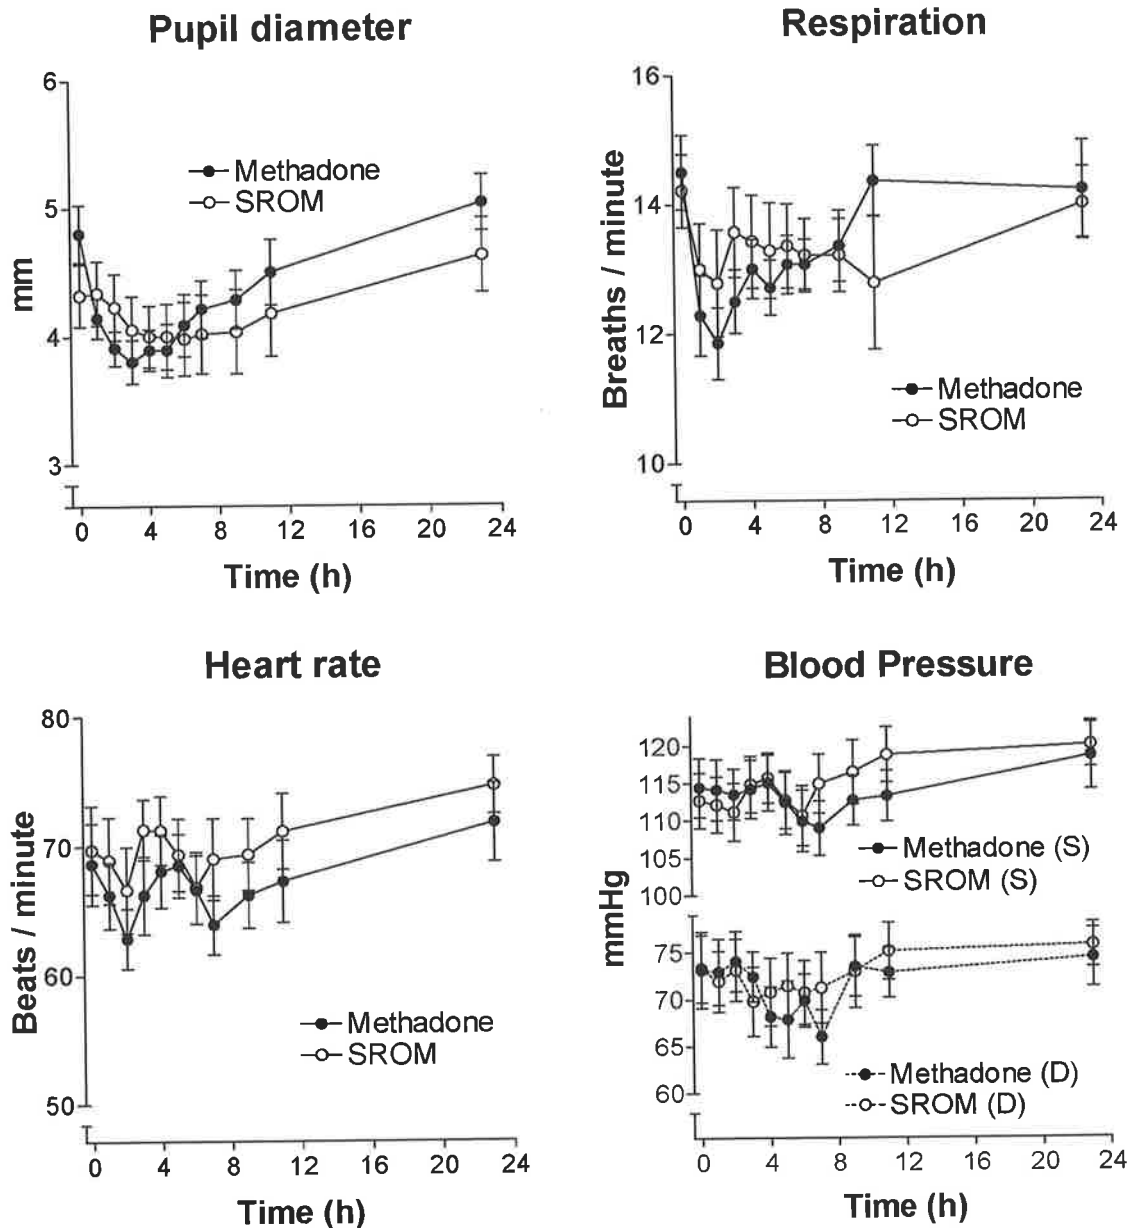 Pupil diameter
6
5
4
3
mm
Methadone
SROM
0 4 8 12 16 20 24
Time (h)
Respiration
16
14
12
10
Breaths / minute
Methadone
SROM
0 4 8 12 16 20 24
Time (h)
Heart rate
80
70
60
50
Beats / minute
Methadone
SROM
0 4 8 12 16 20 24
Time (h)
Blood Pressure
120
115
110
105
100
75
70
65
60
mmHg
Methadone (S)
SROM (S)
Methadone (D)
SROM (D)
0 4 8 12 16 20 24
Time (h)